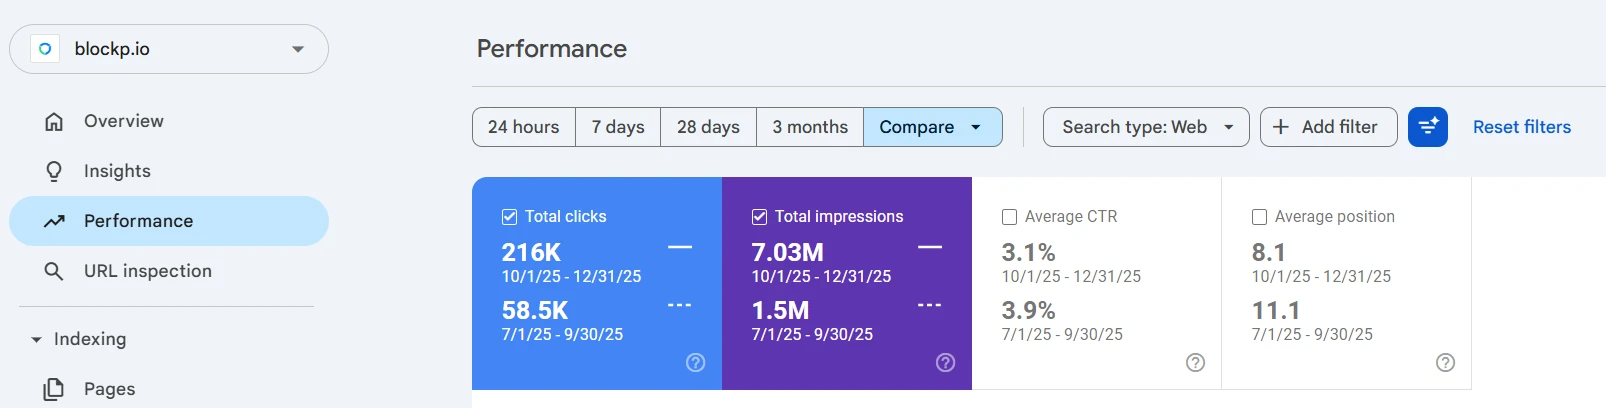 blockp.io
Overview
Insights
Performance
URL inspection
Indexing
Pages
Performance
24 hours 7 days 28 days 3 months Compare Search type: Web + Add filter Reset filters
Total clicks
216K
10/1/25 - 12/31/25
58.5K
7/1/25 - 9/30/25
Total impressions
7.03M
10/1/25 - 12/31/25
1.5M
7/1/25 - 9/30/25
Average CTR
3.1%
10/1/25 - 12/31/25
3.9%
7/1/25 - 9/30/25
Average position
8.1
10/1/25 - 12/31/25
11.1
7/1/25 - 9/30/25